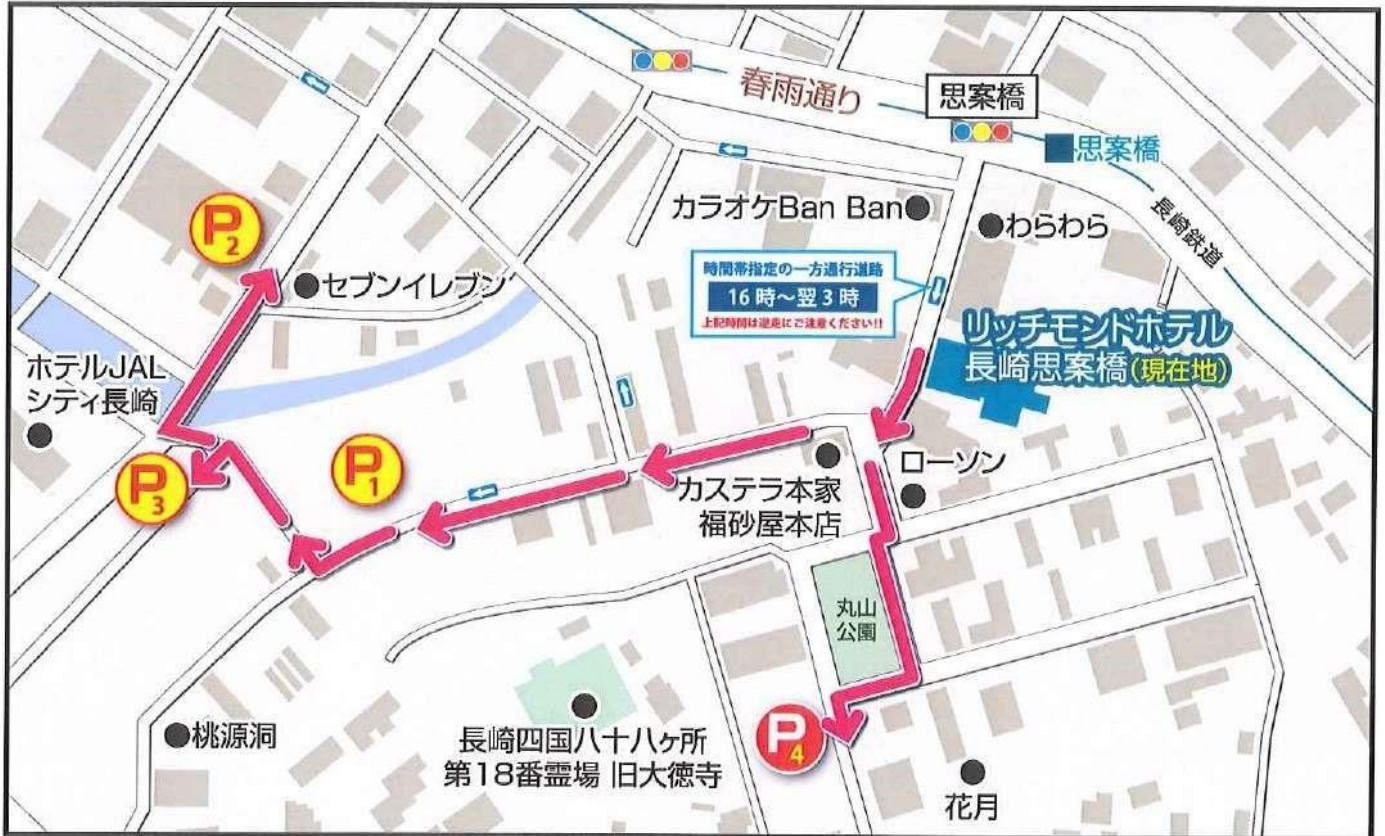 春雨通り
思案橋
思案橋
長崎鉄道
カラオケBan Ban
わらわら
P2
セブンイレブン
時間帯指定の一方通行道路
16時～翌3時
上記時間は逆走にご注意ください!!
リッチモンドホテル
長崎思案橋(現在地)
ホテルJAL
シティ長崎
P3
P1
カステラ本家
福砂屋本店
ローソン
丸山
公園
桃源洞
長崎四国八十八ヶ所
第18番霊場 旧大徳寺
P4
花月